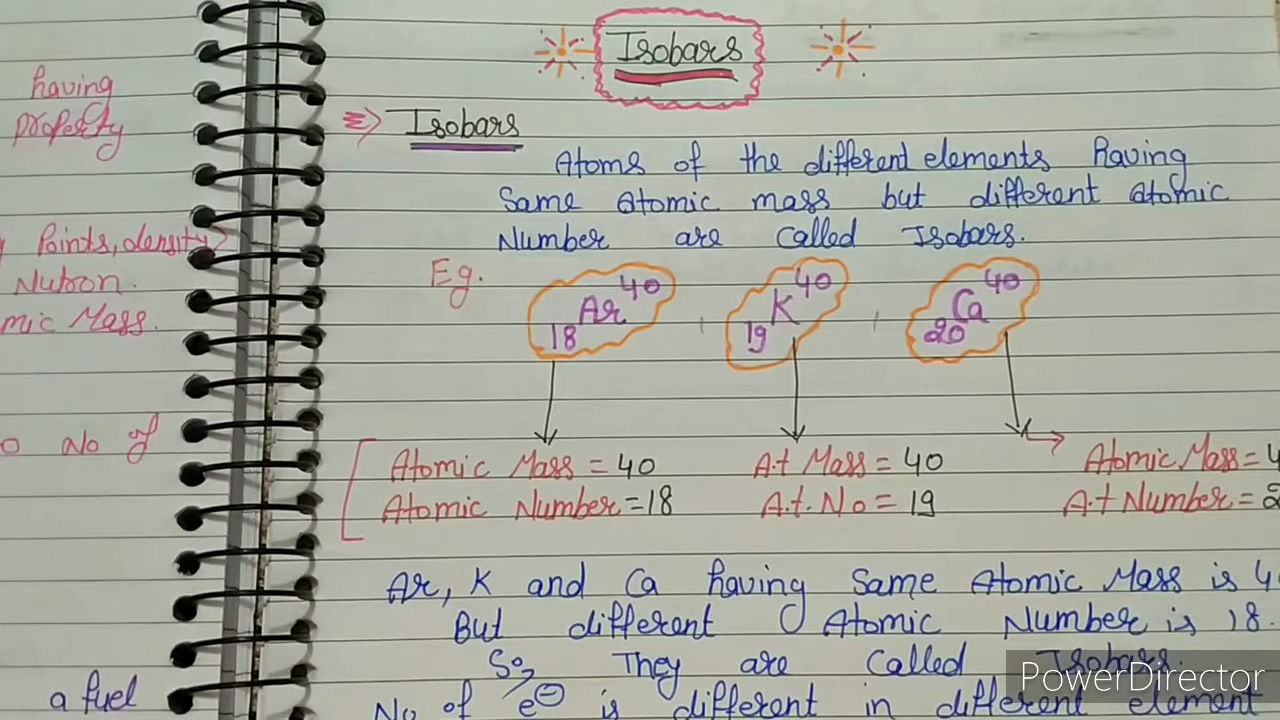 Isobars
having
property
Isobars
Atoms of the different elements having
Same atomic mass but different atomic
Number are called Isobars.
Points, density
Nutron.
mic Mass.
Eg.
18 Ar 40 , 19 K 40 , 20 Ca 40
o No of
Atomic Mass = 40 A.t Mass = 40 Atomic Mass = 4
Atomic Number = 18 A.t. No = 19 A.t Number = 2
Ar, K and Ca having Same Atomic Mass is 4
But different Atomic Number is 18.
So, They are called Isobars.
a fuel
No of e⊖ is different in different element
PowerDirector